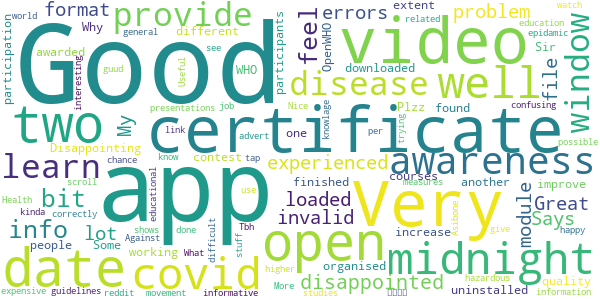 format
provide
errors
extent
related
education
watch
world
Why
general
different
problem
epidemic
participation
awarded
participants
feel
OpenWHO
Sir
see
interesting
Good
guud
WHO
downloaded
file
window
video
Useful
disease
well
presentations
job
Nice
knowlage
Plzz
found
confusing
two
My
certificate
link
advert
one
per
trying
possible
Disappointing
know
contest
tap
experienced
awareness
learn
chance
educational
app
use
finished
courses
measures
another
improve
Health
scroll
bit
loaded
Very
Asibone
give
module
Great
happy
kinda
correctly
shows
done
difficult
stuff
invalid
increase
Says
info
lot
Against
What
Tbh
open
midnight
people
Some
working
higher
organised
date
covid
More
disappointed
hazardous
quality
expensive
guidelines
reddit
movement
informative
studies
uninstalled
information